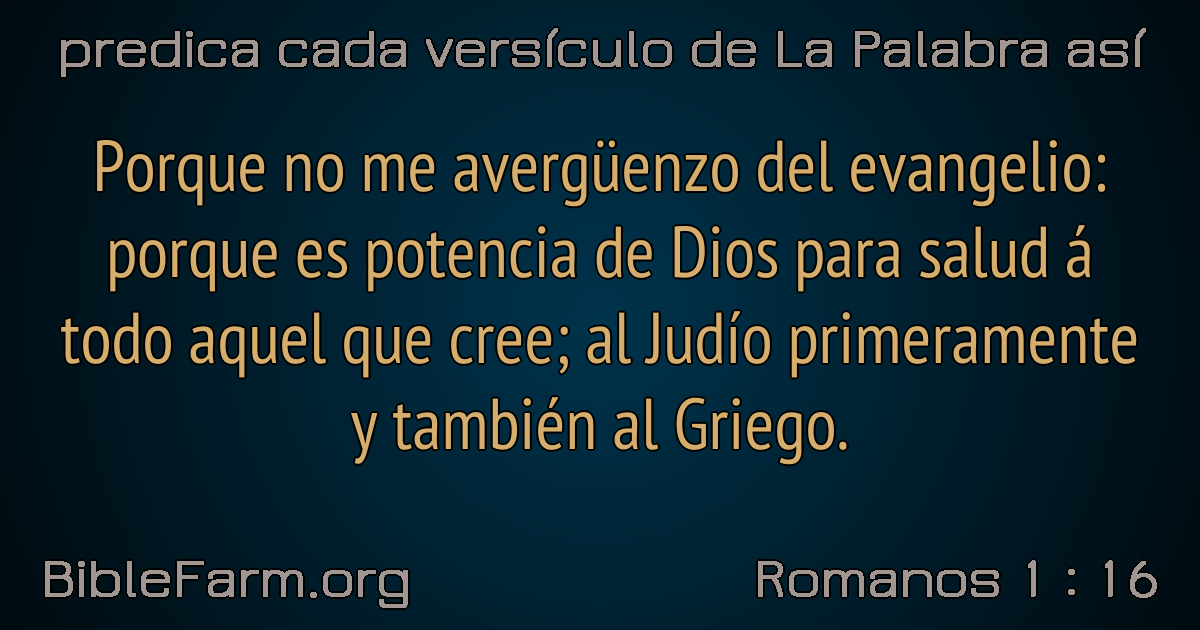 predica cada versículo de La Palabra así
Porque no me avergüenzo del evangelio:
porque es potencia de Dios para salud á
todo aquel que cree; al Judío primeramente
y también al Griego.
BibleFarm.org
Romanos 1 : 16